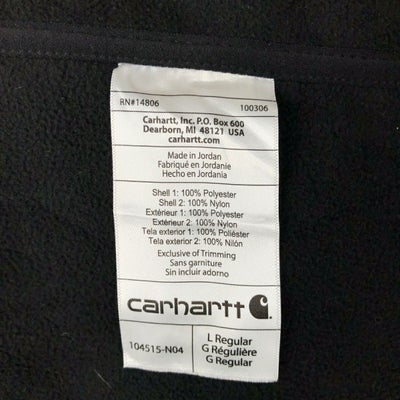 RN#14806 100306
Carhartt, Inc. P.O. Box 600
Dearborn, MI 48121 USA
carhartt.com
Made in Jordan
Fabriqué en Jordanie
Hecho en Jordania
Shell 1: 100% Polyester
Shell 2: 100% Nylon
Extérieur 1: 100% Polyester
Extérieur 2: 100% Nylon
Tela exterior 1: 100% Poliéster
Tela exterior 2: 100% Nilón
Exclusive of Trimming
Sans garniture
Sin incluir adorno
carhartt
104515-N04
L Regular
G Régulière
G Regular